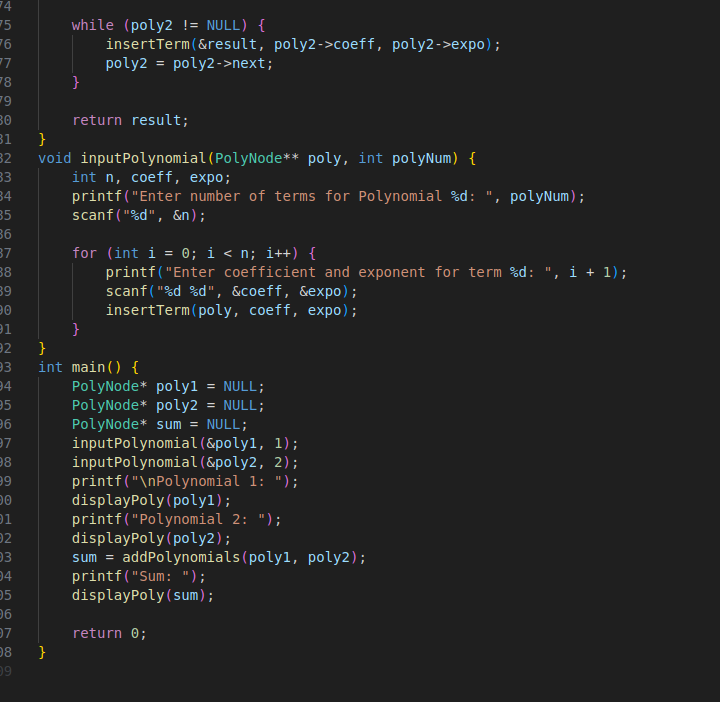 74
75 while (poly2 != NULL) {
76 insertTerm(&result, poly2->coeff, poly2->expo);
77 poly2 = poly2->next;
78 }
79
80 return result;
81 }
82 void inputPolynomial(PolyNode** poly, int polyNum) {
83 int n, coeff, expo;
84 printf("Enter number of terms for Polynomial %d: ", polyNum);
85 scanf("%d", &n);
86
87 for (int i = 0; i < n; i++) {
88 printf("Enter coefficient and exponent for term %d: ", i + 1);
89 scanf("%d %d", &coeff, &expo);
90 insertTerm(poly, coeff, expo);
91 }
92 }
93 int main() {
94 PolyNode* poly1 = NULL;
95 PolyNode* poly2 = NULL;
96 PolyNode* sum = NULL;
97 inputPolynomial(&poly1, 1);
98 inputPolynomial(&poly2, 2);
99 printf("\nPolynomial 1: ");
00 displayPoly(poly1);
01 printf("Polynomial 2: ");
02 displayPoly(poly2);
03 sum = addPolynomials(poly1, poly2);
04 printf("Sum: ");
05 displayPoly(sum);
06
07 return 0;
08 }
09